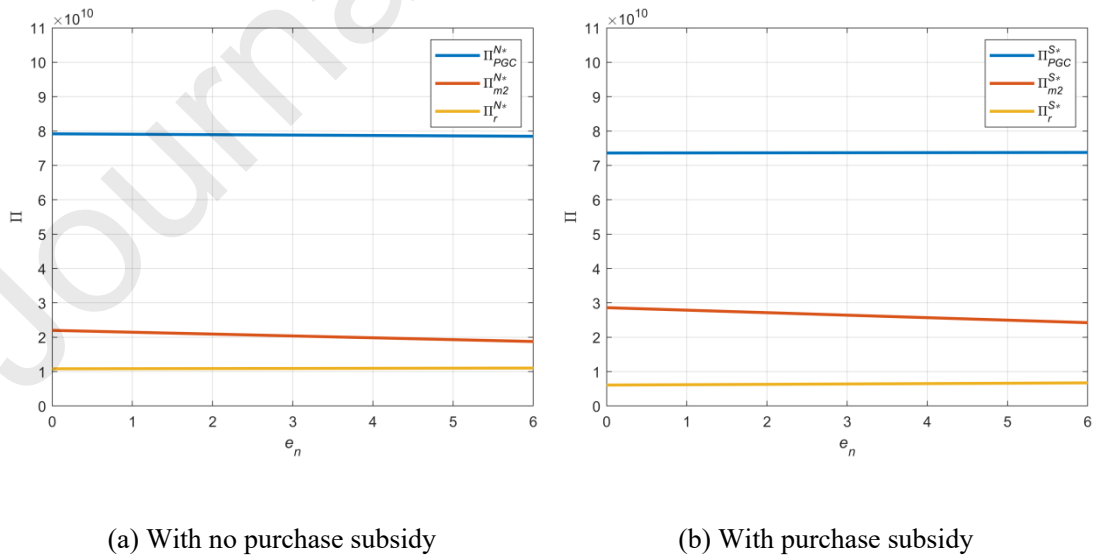 ×10^10
11
10
9
8
7
6
5
4
3
2
1
0
Π
0 1 2 3 4 5 6
e_n
Π_PGC^N*
Π_m2^N*
Π_r^N*
(a) With no purchase subsidy
×10^10
11
10
9
8
7
6
5
4
3
2
1
0
Π
0 1 2 3 4 5 6
e_n
Π_PGC^S*
Π_m2^S*
Π_r^S*
(b) With purchase subsidy
Journa